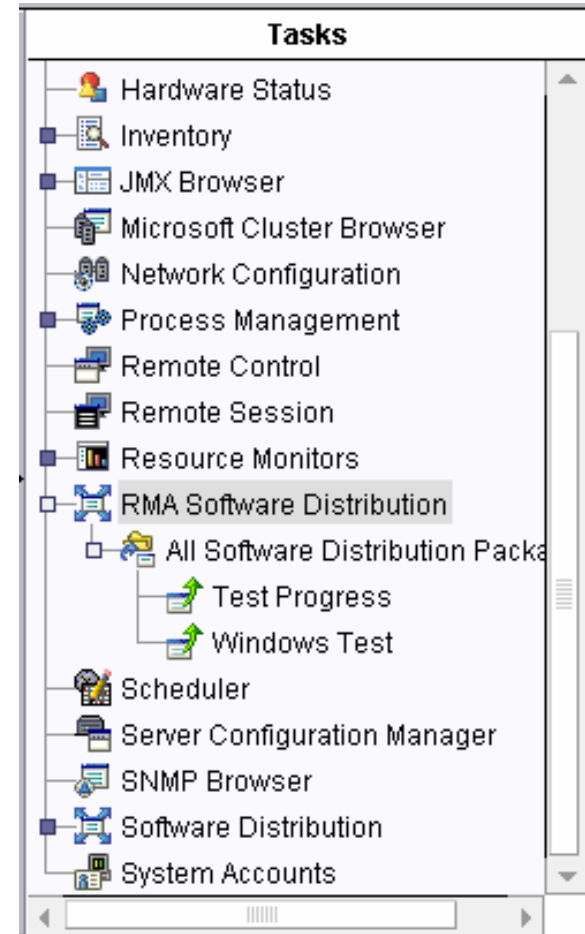 Tasks
Hardware Status
Inventory
JMX Browser
Microsoft Cluster Browser
Network Configuration
Process Management
Remote Control
Remote Session
Resource Monitors
RMA Software Distribution
All Software Distribution Packa
Test Progress
Windows Test
Scheduler
Server Configuration Manager
SNMP Browser
Software Distribution
System Accounts